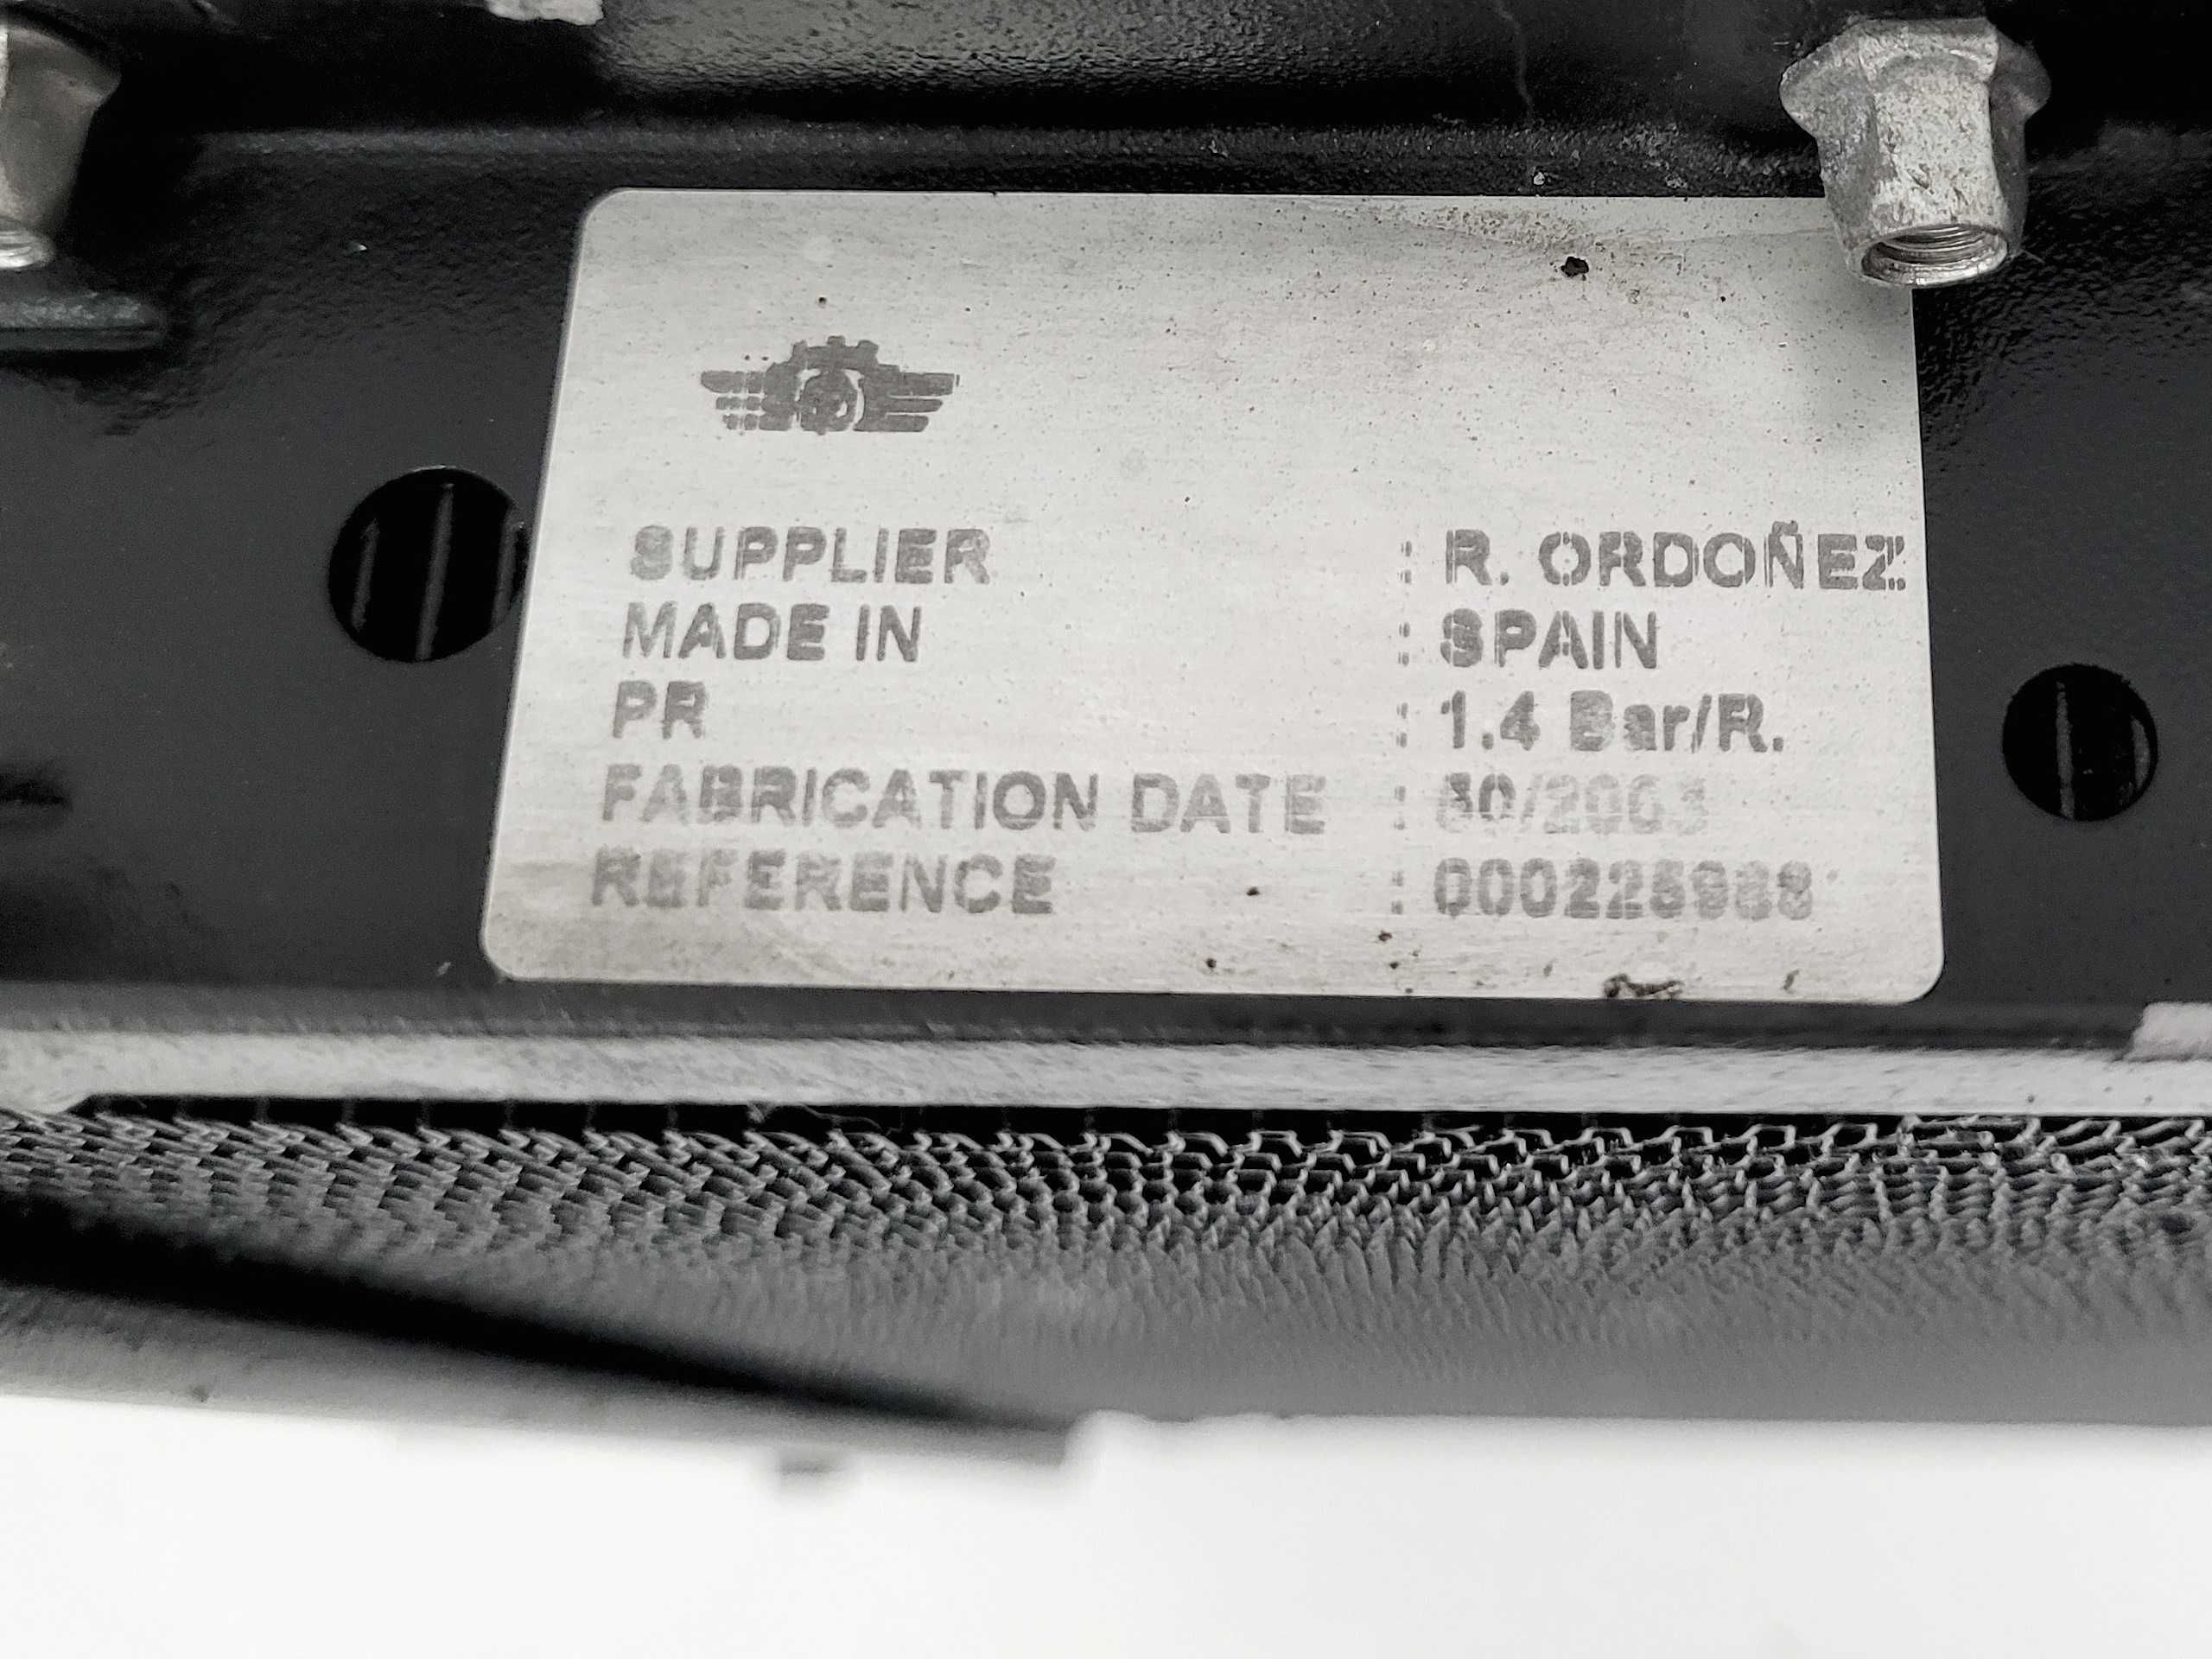 SUPPLIER : R. ORDOÑEZ
MADE IN : SPAIN
PR : 1.4 Bar/R.
FABRICATION DATE :
REFERENCE :